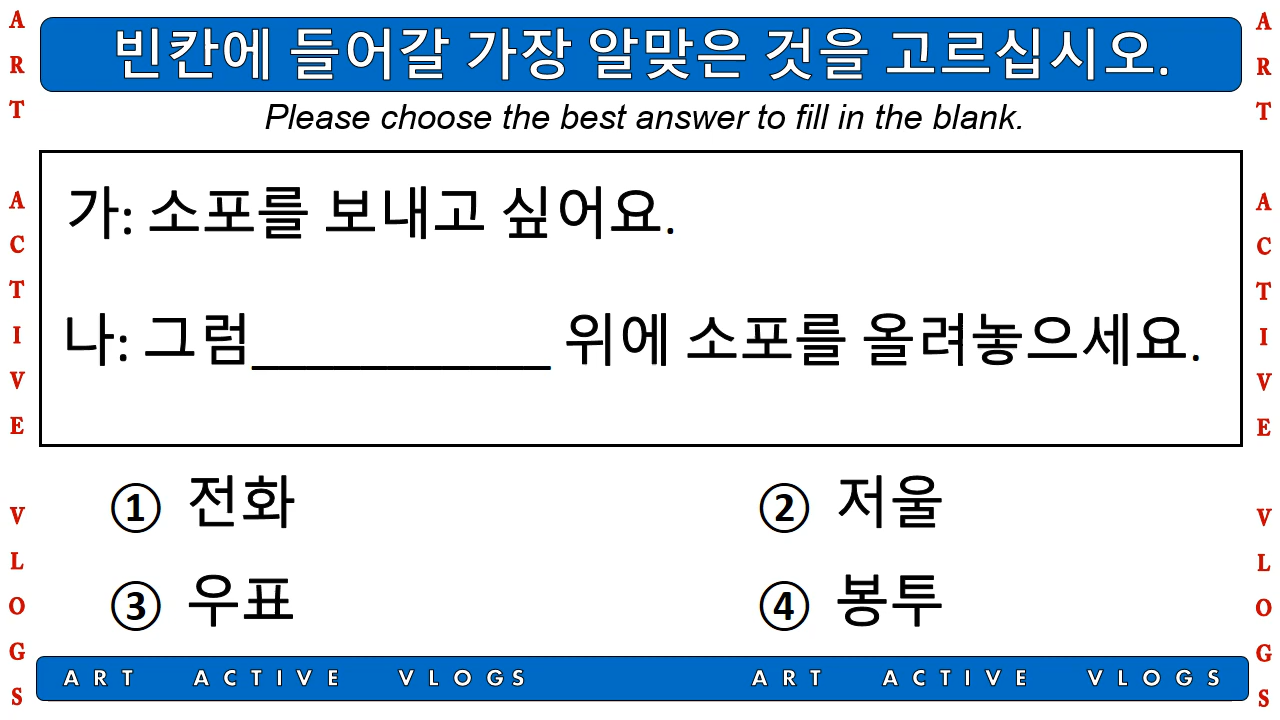 빈칸에 들어갈 가장 알맞은 것을 고르십시오.
Please choose the best answer to fill in the blank.
가: 소포를 보내고 싶어요.
나: 그럼___________ 위에 소포를 올려놓으세요.
① 전화 ② 저울
③ 우표 ④ 봉투
ART ACTIVE VLOGS ART ACTIVE VLOGS
ART ACTIVE VLOGS
ART ACTIVE VLOGS